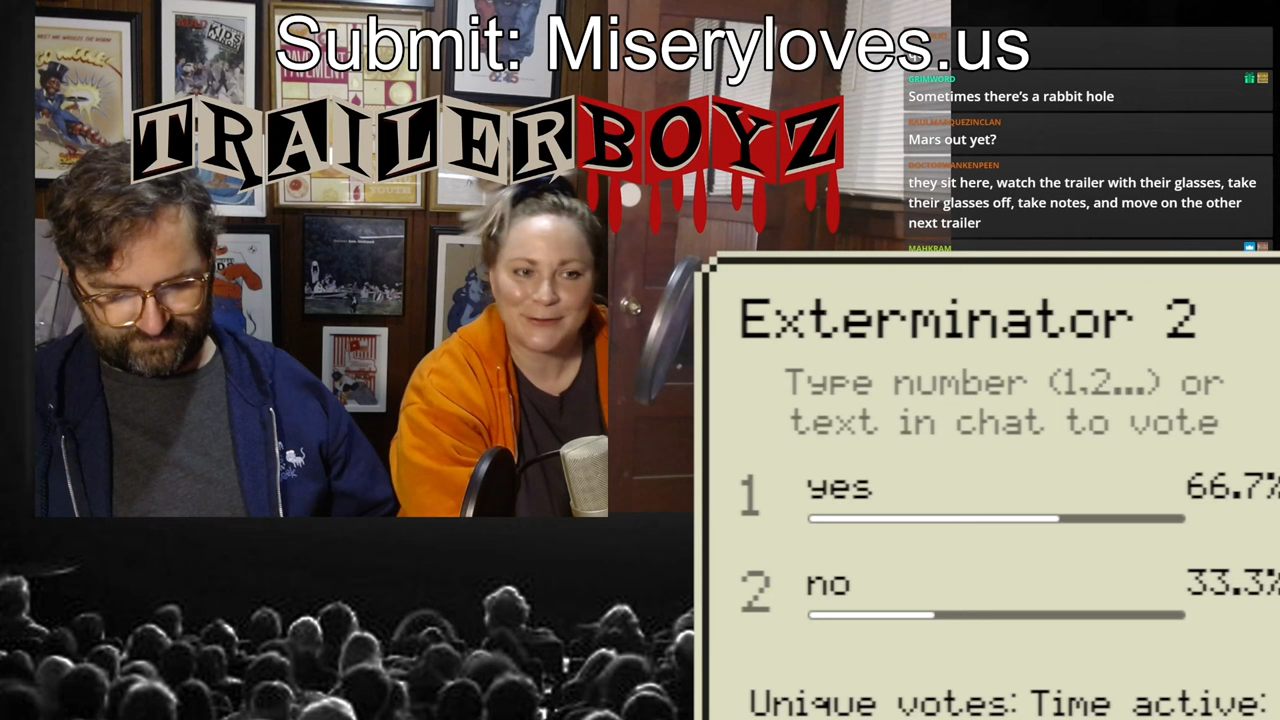 Submit: Miseryloves.us
TRAILERBOYZ
PAVEMENT
GRIMWORD
Sometimes there's a rabbit hole
Mars out yet?
they sit here, watch the trailer with their glasses, take
their glasses off, take notes, and move on the other
next trailer
MAHKRAM
Exterminator 2
Type number (1,2...) or
text in chat to vote
1 yes 66.7%
2 no 33.3%
Unique votes: Time active: